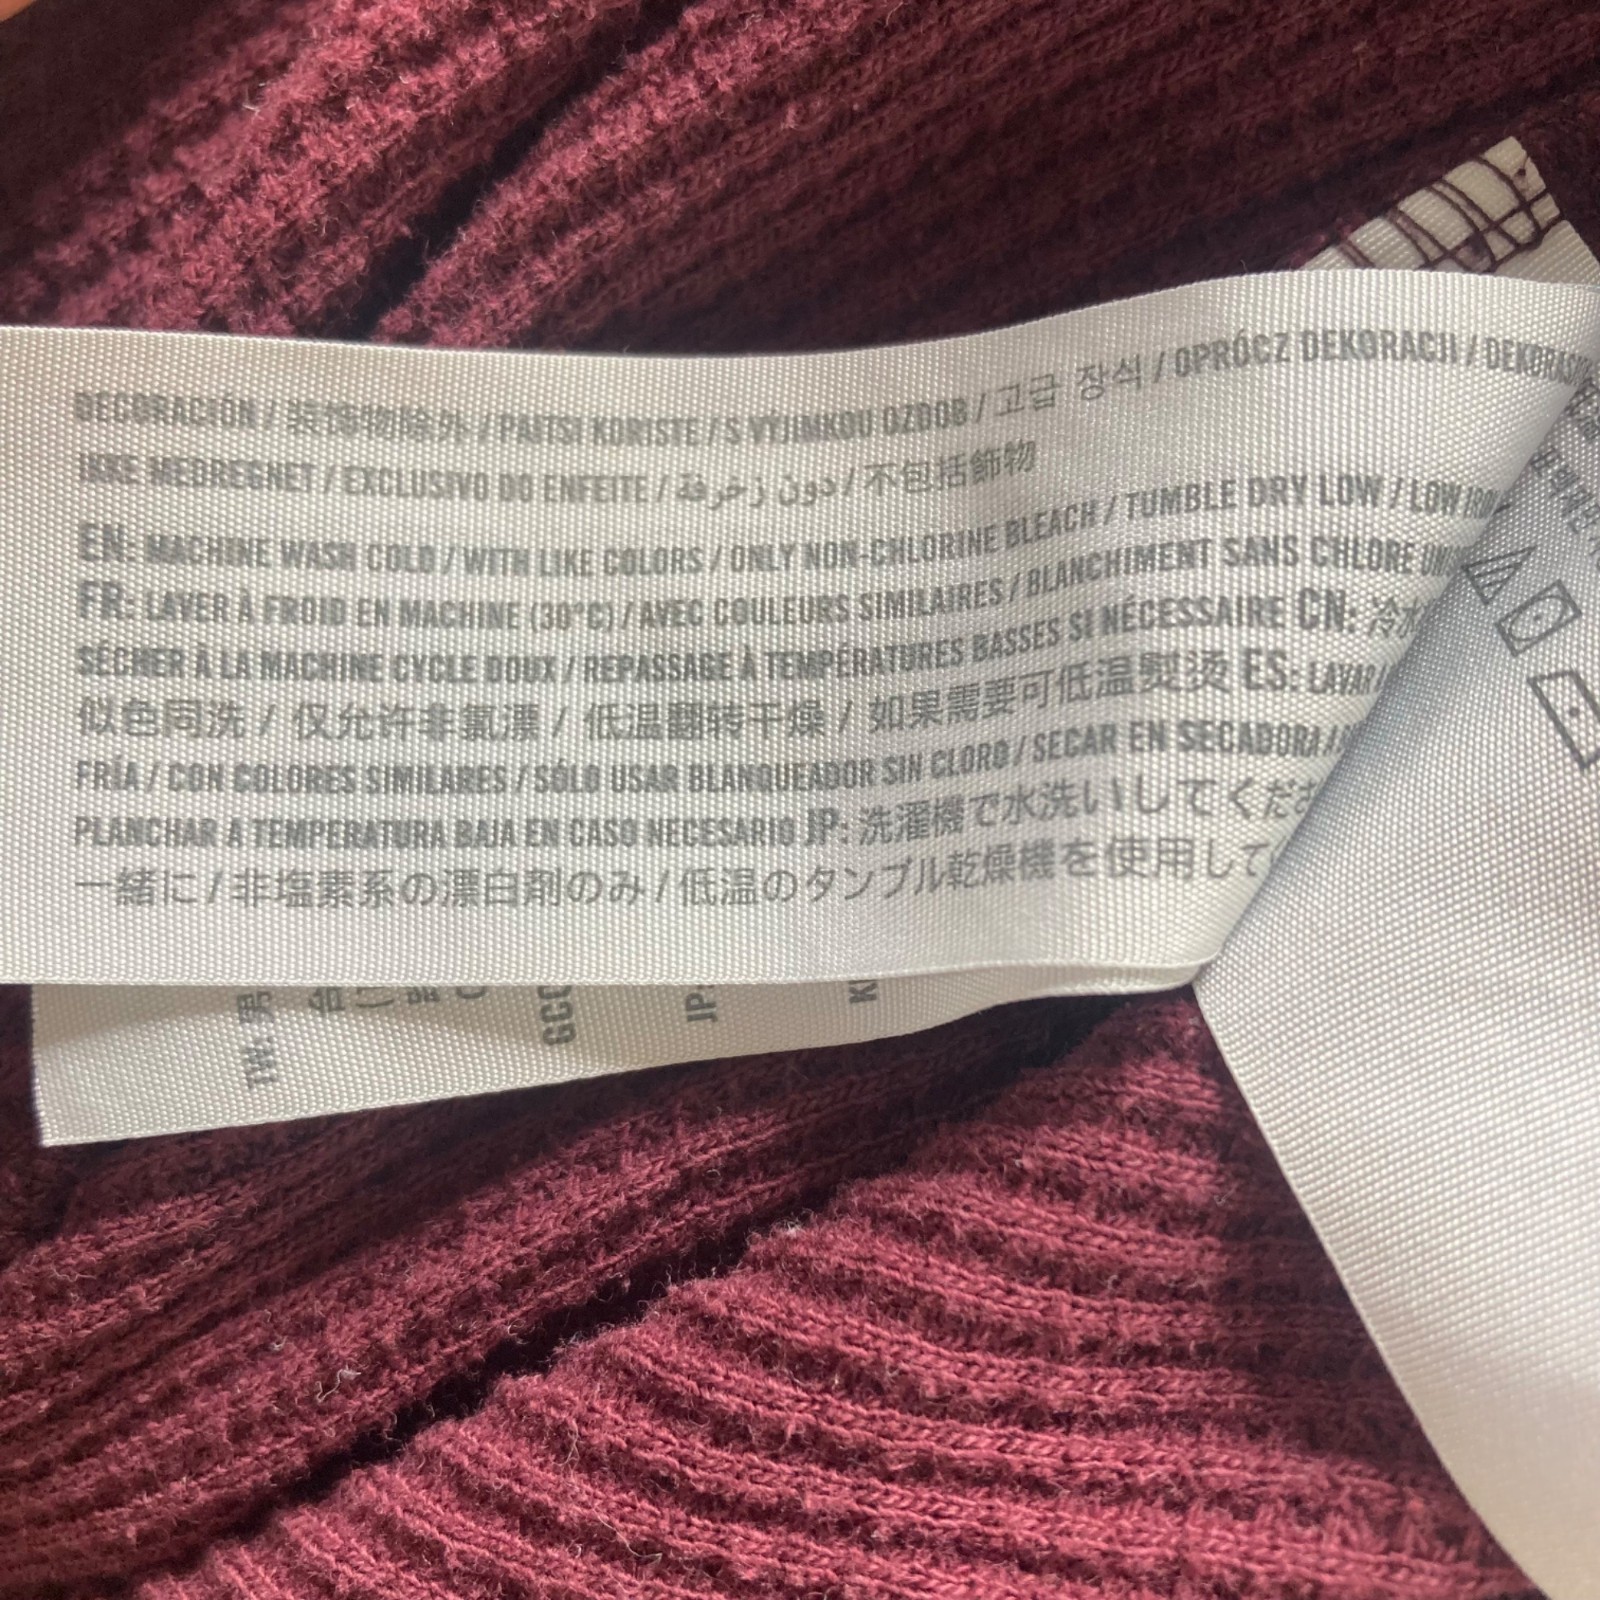 DECORACIÓN / 装饰物除外 / PAITSI KORISTE / S VÝJIMKOU OZDOB / 고급 장식 / OPRÓCZ DEKORACJI /
IKKE MEDREGNET / EXCLUSIVO DO ENFEITE / دون زخرفة / 不包括飾物
EN: MACHINE WASH COLD / WITH LIKE COLORS / ONLY NON-CHLORINE BLEACH / TUMBLE DRY LOW / LOW
FR: LAVER À FROID EN MACHINE (30°C) / AVEC COULEURS SIMILAIRES / BLANCHIMENT SANS CHLORE
SÉCHER À LA MACHINE CYCLE DOUX / REPASSAGE À TEMPÉRATURES BASSES SI NÉCESSAIRE CN: 冷水
似色同洗 / 仅允许非氯漂 / 低温翻转干燥 / 如果需要可低温熨烫 ES: LAVAR
FRÍA / CON COLORES SIMILARES / SÓLO USAR BLANQUEADOR SIN CLORO / SECAR EN SECADORA /
PLANCHAR A TEMPERATURA BAJA EN CASO NECESARIO JP: 洗濯機で水洗いしてくださ
一緒に / 非塩素系の漂白剤のみ / 低温のタンブル乾燥機を使用して
TW: 男
GCC
JP: